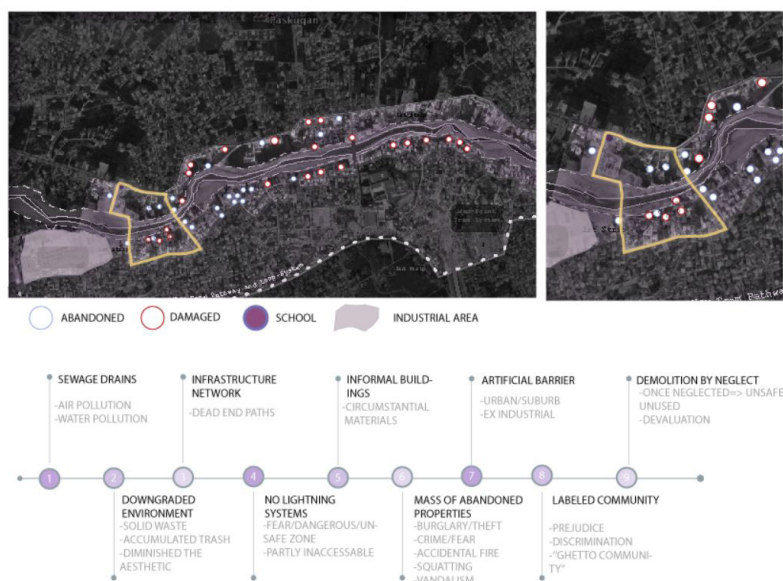 Paskuqan
ABANDONED
DAMAGED
SCHOOL
INDUSTRIAL AREA
SEWAGE DRAINS
-AIR POLLUTION
-WATER POLLUTION
INFRASTRUCTURE
NETWORK
-DEAD END PATHS
INFORMAL BUILD-
INGS
-CIRCUMSTANTIAL
MATERIALS
ARTIFICIAL BARRIER
-URBAN/SUBURB
-EX INDUSTRIAL
DEMOLITION BY NEGLECT
-ONCE NEGLECTED=> UNSAFE
UNUSED
-DEVALUATION
1 2 3 4 5 6 7 8 9
DOWNGRADED
ENVIRONMENT
-SOLID WASTE
-ACCUMULATED TRASH
-DIMINISHED THE
AESTHETIC
NO LIGHTNING
SYSTEMS
-FEAR/DANGEROUS/UN-
SAFE ZONE
-PARTLY INACCESSABLE
MASS OF ABANDONED
PROPERTIES
-BURGLARY/THEFT
-CRIME/FEAR
-ACCIDENTAL FIRE
-SQUATTING
-VANDALISM
LABELED COMMUNITY
-PREJUDICE
-DISCRIMINATION
-"GHETTO COMMUNI-
TY"